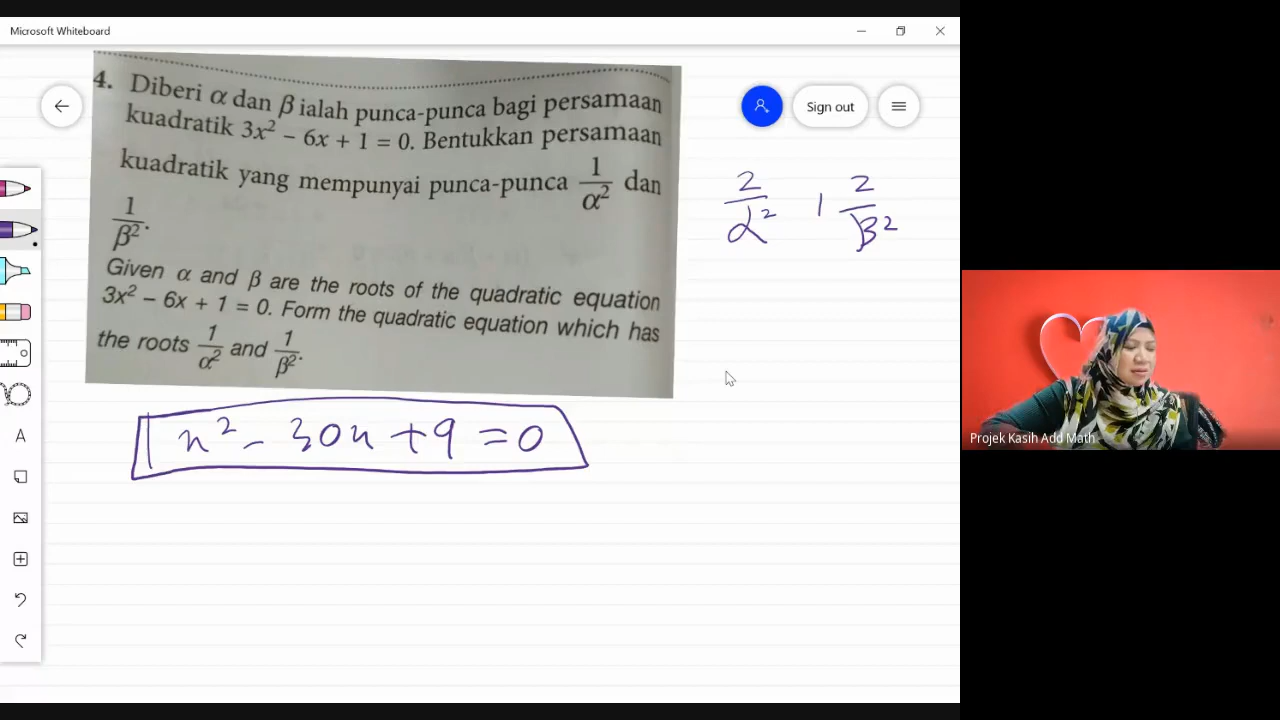 Microsoft Whiteboard
Sign out
4. Diberi α dan β ialah punca-punca bagi persamaan
kuadratik 3x² − 6x + 1 = 0. Bentukkan persamaan
kuadratik yang mempunyai punca-punca 1/α² dan
1/β².
Given α and β are the roots of the quadratic equation
3x² − 6x + 1 = 0. Form the quadratic equation which has
the roots 1/α² and 1/β².
2/α² , 2/β²
x² − 30x + 9 = 0
A
Projek Kasih Add Math